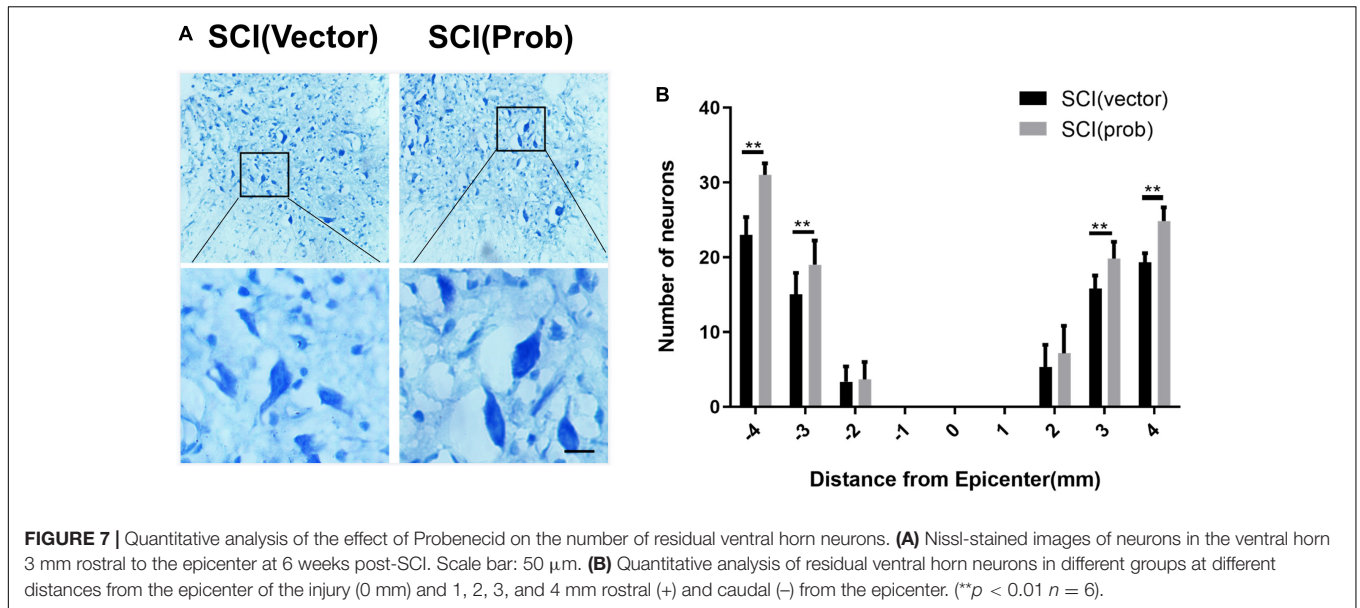 A SCI(Vector) SCI(Prob)
B
SCI(vector)
SCI(prob)
40
30
20
10
0
Number of neurons
** ** ** **
-4 -3 -2 -1 0 1 2 3 4
Distance from Epicenter(mm)
FIGURE 7 | Quantitative analysis of the effect of Probenecid on the number of residual ventral horn neurons. (A) Nissl-stained images of neurons in the ventral horn
3 mm rostral to the epicenter at 6 weeks post-SCI. Scale bar: 50 μm. (B) Quantitative analysis of residual ventral horn neurons in different groups at different
distances from the epicenter of the injury (0 mm) and 1, 2, 3, and 4 mm rostral (+) and caudal (–) from the epicenter. (**p < 0.01 n = 6).